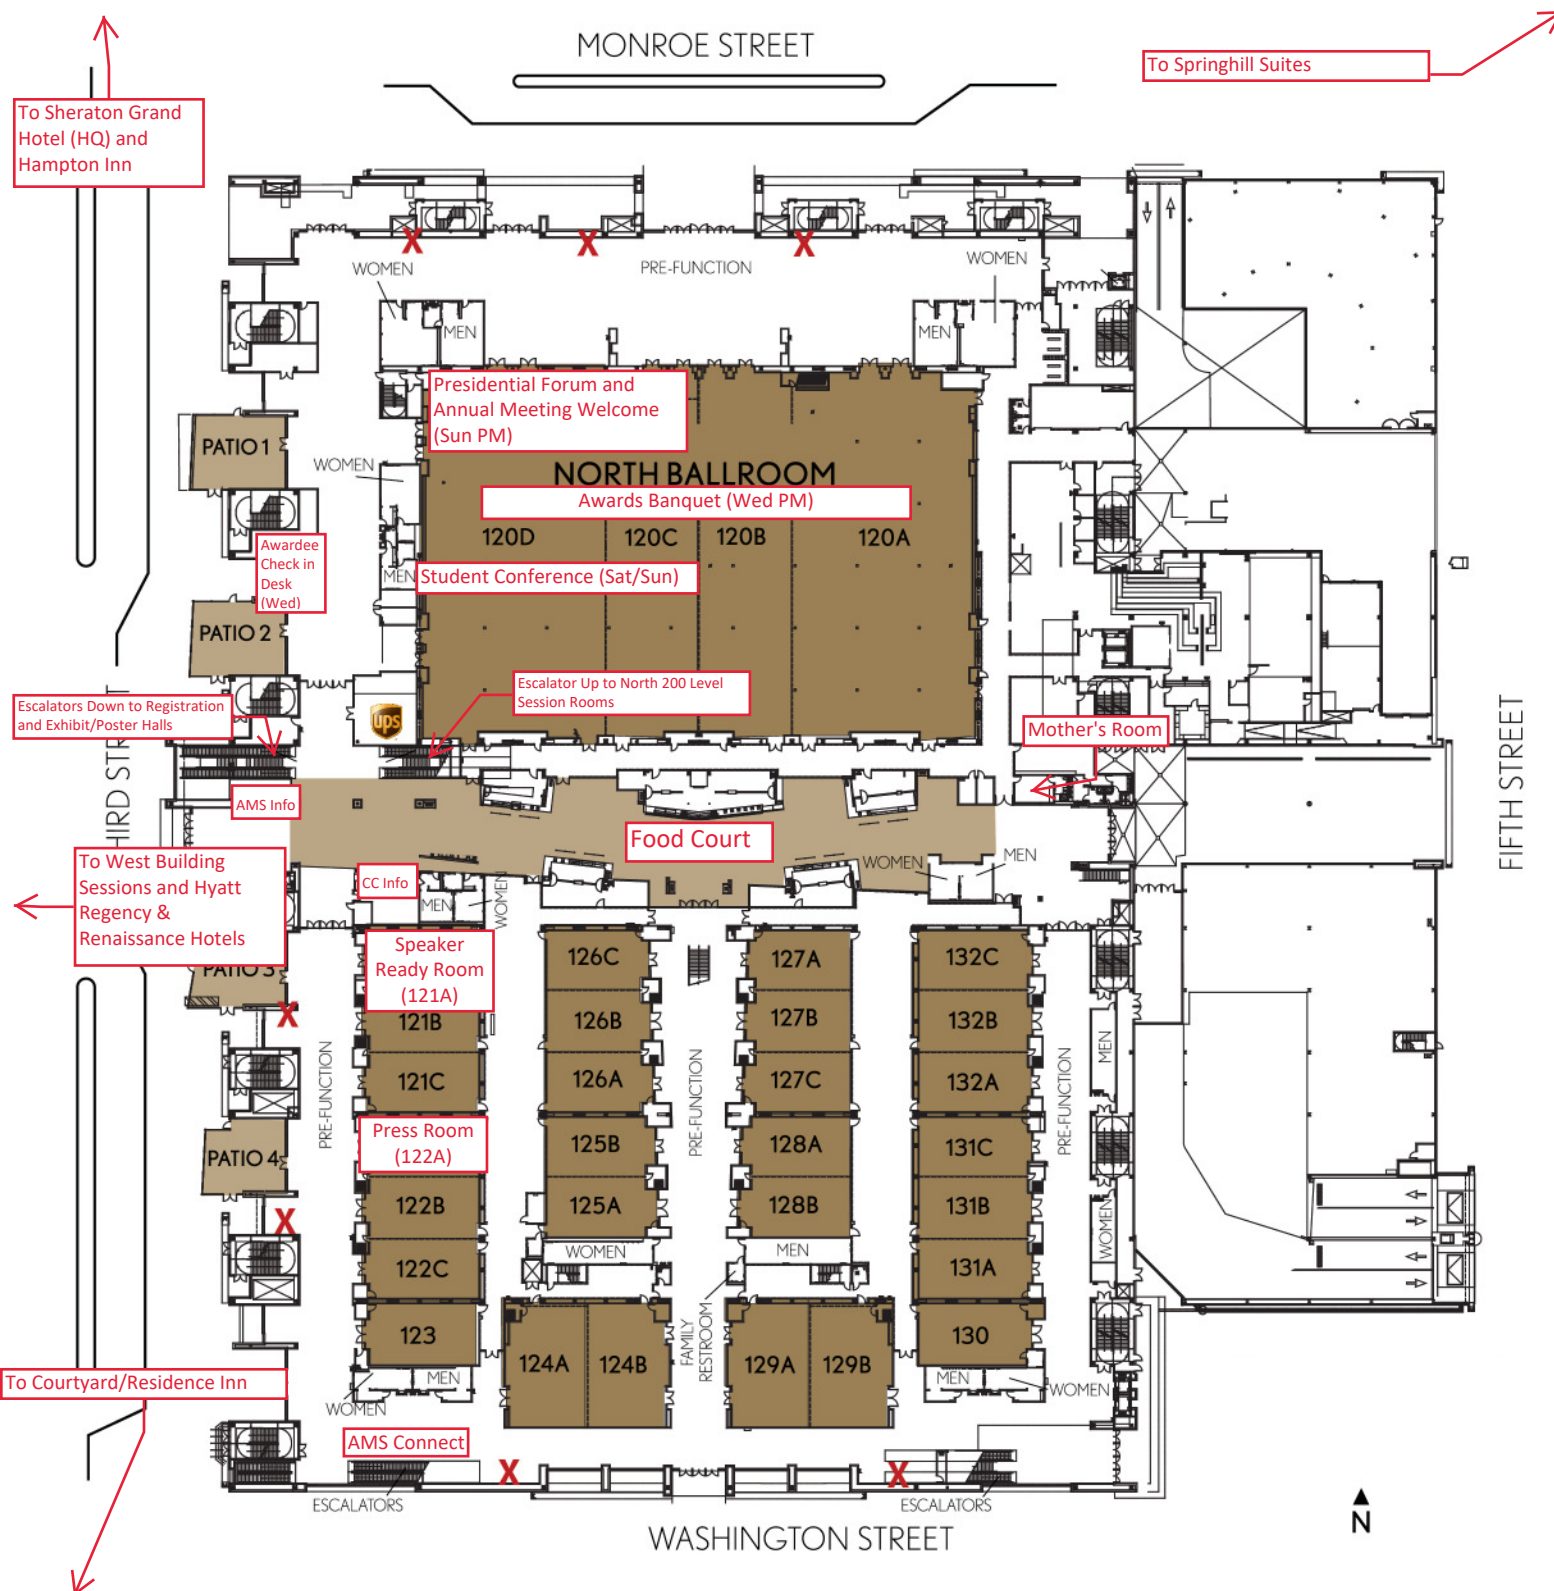 MONROE STREET
To Springhill Suites
To Sheraton Grand
Hotel (HQ) and
Hampton Inn
X
X
X
WOMEN
PRE-FUNCTION
WOMEN
MEN
MEN
Presidential Forum and
Annual Meeting Welcome
(Sun PM)
PATIO 1
WOMEN
NORTH BALLROOM
Awards Banquet (Wed PM)
120D
120C
120B
120A
Awardee
Check in
Desk
(Wed)
MEN
Student Conference (Sat/Sun)
PATIO 2
Escalators Down to Registration
and Exhibit/Poster Halls
ups
Escalator Up to North 200 Level
Session Rooms
Mother's Room
HIRD STREET
FIFTH STREET
AMS Info
Food Court
To West Building
Sessions and Hyatt
Regency &
Renaissance Hotels
CC Info
MEN
WOMEN
WOMEN
MEN
PATIO 3
Speaker
Ready Room
(121A)
126C
127A
132C
X
121B
126B
127B
132B
MEN
PRE-FUNCTION
121C
126A
PRE-FUNCTION
127C
132A
PRE-FUNCTION
Press Room
(122A)
125B
128A
131C
PATIO 4
122B
125A
128B
131B
WOMEN
X
WOMEN
MEN
122C
131A
123
124A
124B
FAMILY
RESTROOM
129A
129B
130
To Courtyard/Residence Inn
MEN
WOMEN
MEN
WOMEN
AMS Connect
X
X
ESCALATORS
ESCALATORS
WASHINGTON STREET
N